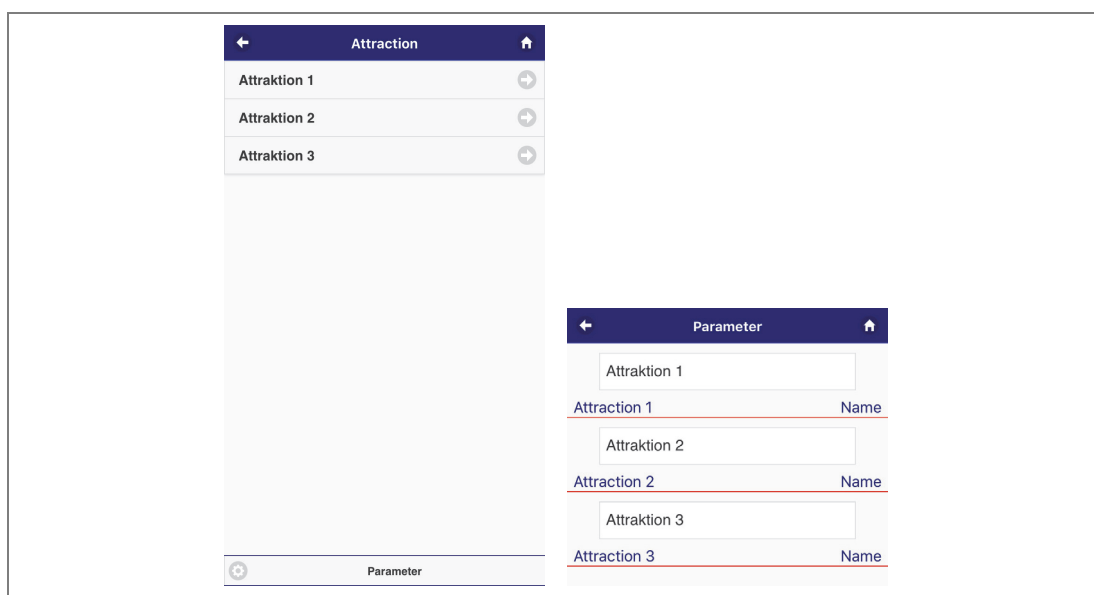 Attraction
Attraktion 1
Attraktion 2
Attraktion 3
Parameter
Parameter
Attraktion 1
Attraction 1 Name
Attraktion 2
Attraction 2 Name
Attraktion 3
Attraction 3 Name